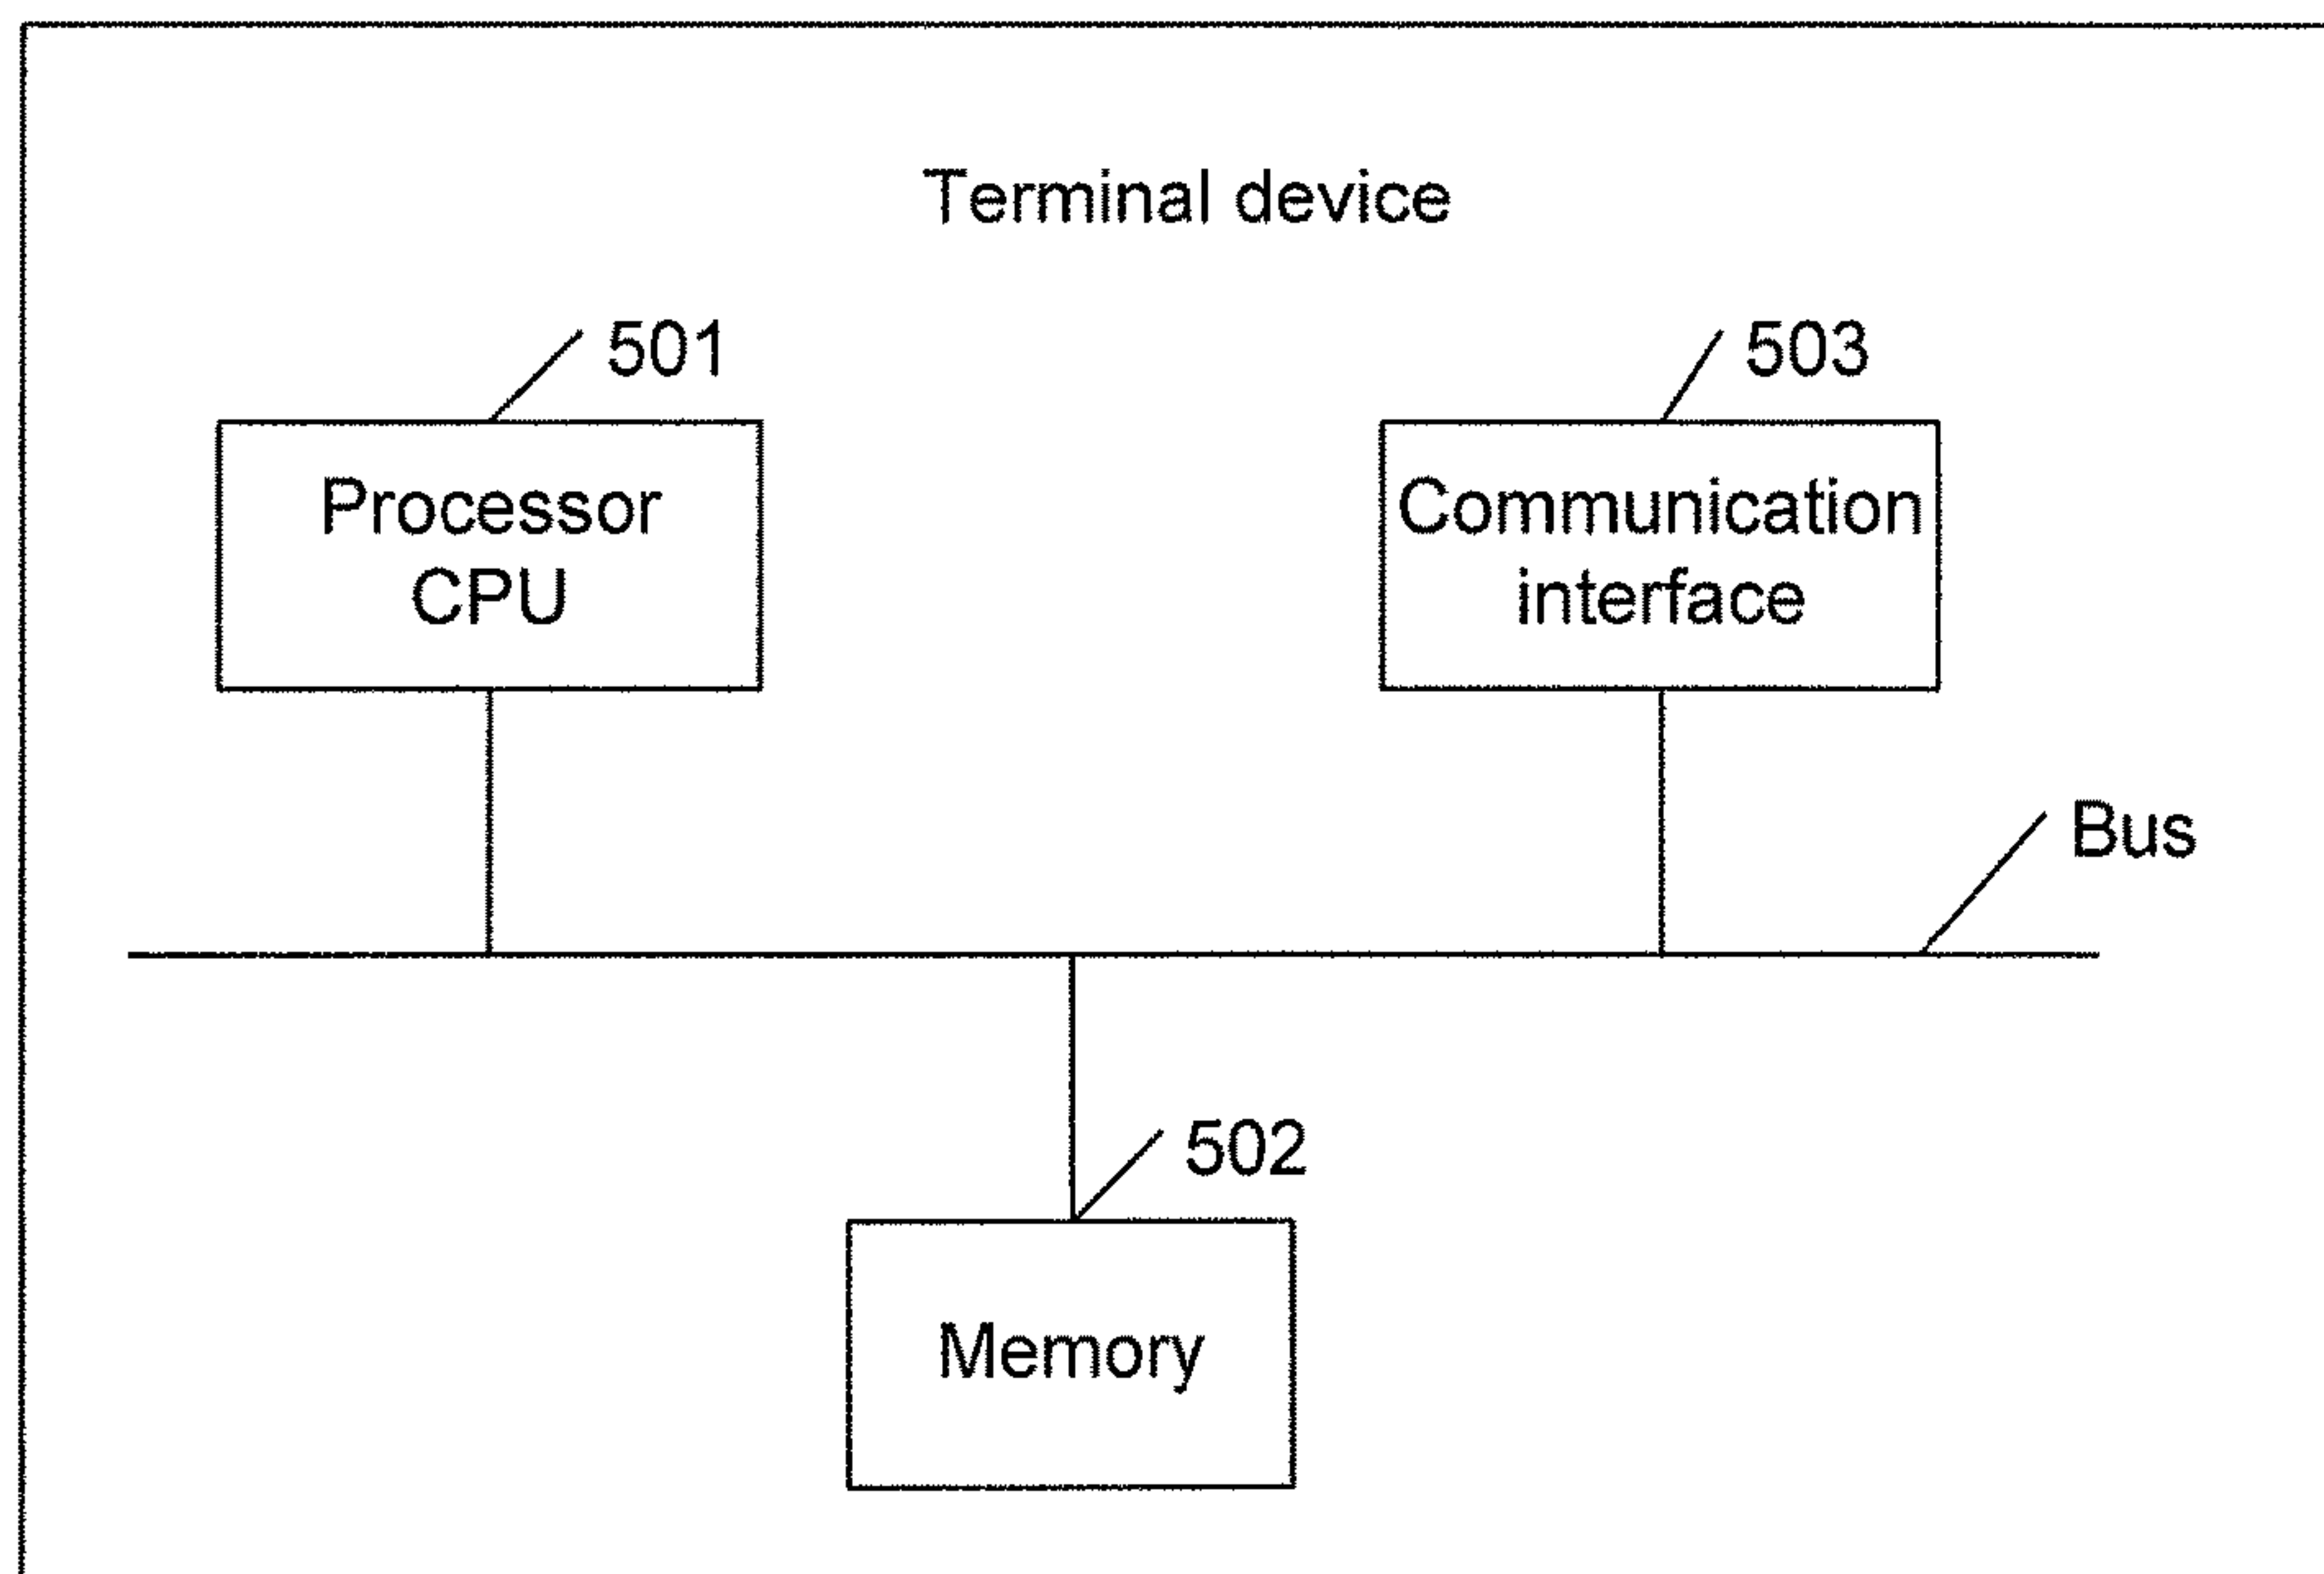 Terminal device
501
503
Processor
CPU
Communication
interface
Bus
502
Memory